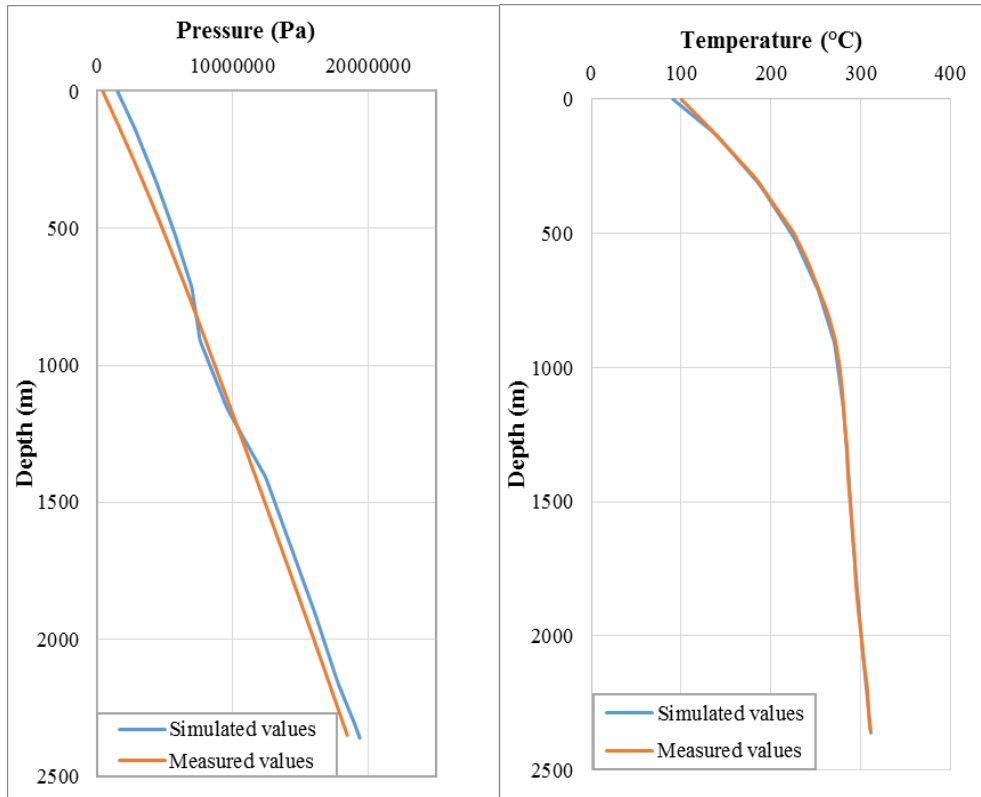 Pressure (Pa)
0 10000000 20000000
0
500
1000
1500
2000
2500
Depth (m)
Simulated values
Measured values
Temperature (°C)
0 100 200 300 400
0
500
1000
1500
2000
2500
Depth (m)
Simulated values
Measured values